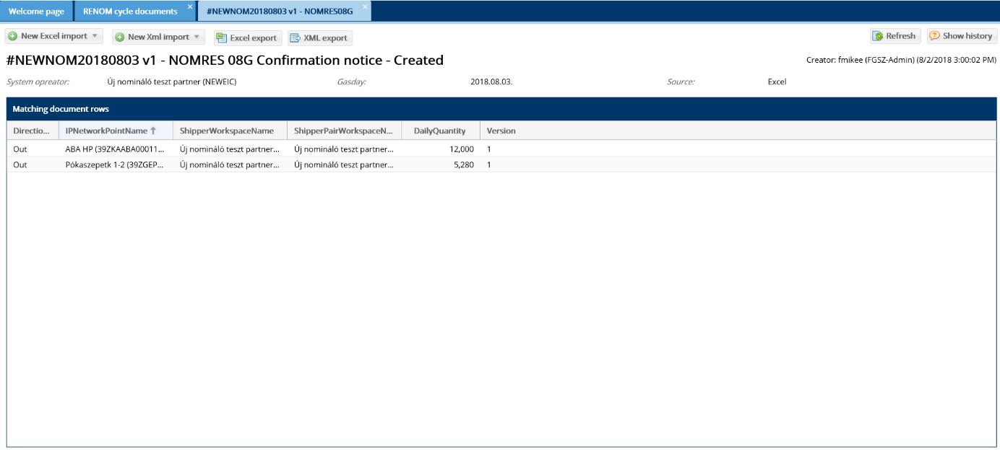 Welcome page RENOM cycle documents × #NEWNOM20180803 v1 - NOMRES08G ×
New Excel import New Xml import Excel export XML export Refresh Show history
#NEWNOM20180803 v1 - NOMRES 08G Confirmation notice - Created Creator: fmikee (FGSZ-Admin) (8/2/2018 3:00:02 PM)
System opreator: Új nomináló teszt partner (NEWEIC) Gasday: 2018.08.03. Source: Excel
Matching document rows
Directio... IPNetworkPointName ↑ ShipperWorkspaceName ShipperPairWorkspaceN... DailyQuantity Version
Out ABA HP (39ZKAABA00011... Új nomináló teszt partner... Új nomináló teszt partner... 12,000 1
Out Pókaszepetk 1-2 (39ZGEP... Új nomináló teszt partner... Új nomináló teszt partner... 5,280 1